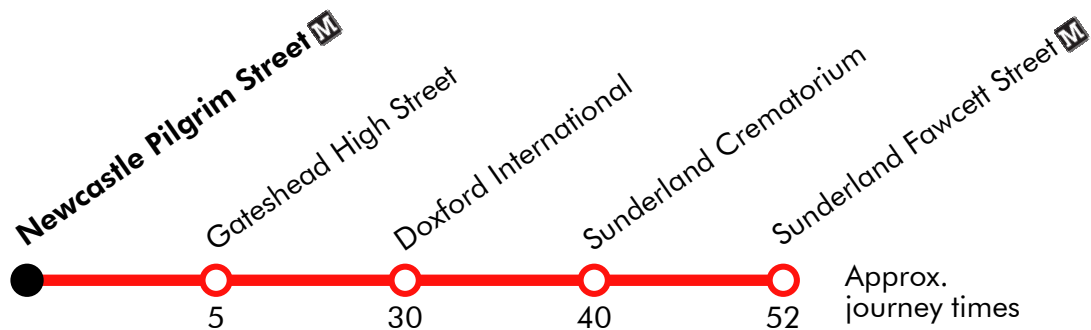 Newcastle Pilgrim Street M
Gateshead High Street
Doxford International
Sunderland Crematorium
Sunderland Fawcett Street M
5
30
40
52
Approx.
journey times